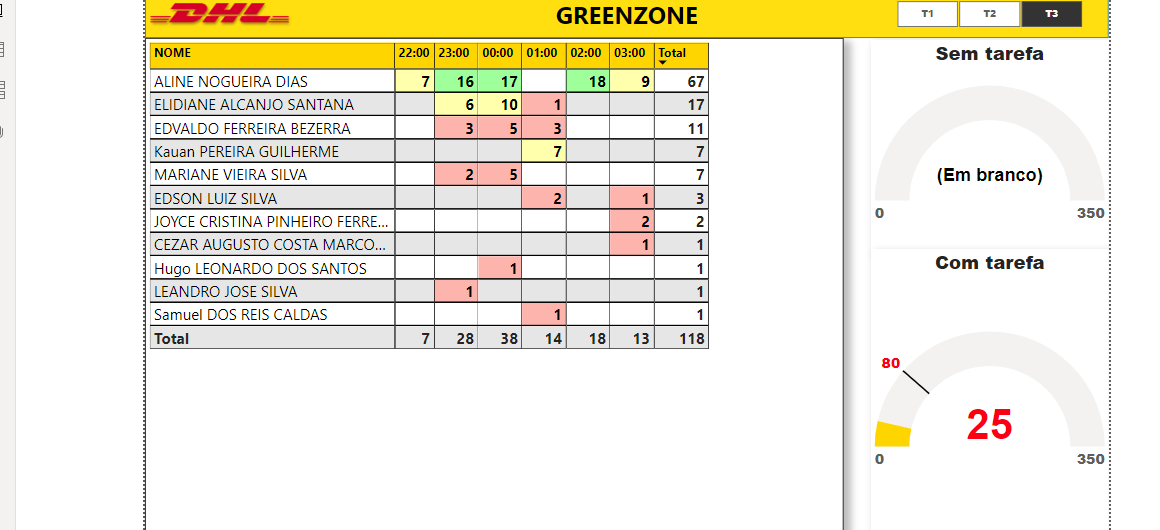 DHL
GREENZONE
T1 T2 T3
NOME 22:00 23:00 00:00 01:00 02:00 03:00 Total
ALINE NOGUEIRA DIAS 7 16 17 18 9 67
ELIDIANE ALCANJO SANTANA 6 10 1 17
EDVALDO FERREIRA BEZERRA 3 5 3 11
Kauan PEREIRA GUILHERME 7 7
MARIANE VIEIRA SILVA 2 5 7
EDSON LUIZ SILVA 2 1 3
JOYCE CRISTINA PINHEIRO FERRE... 2 2
CEZAR AUGUSTO COSTA MARCO... 1 1
Hugo LEONARDO DOS SANTOS 1 1
LEANDRO JOSE SILVA 1 1
Samuel DOS REIS CALDAS 1 1
Total 7 28 38 14 18 13 118
Sem tarefa
(Em branco)
0 350
Com tarefa
80
25
0 350